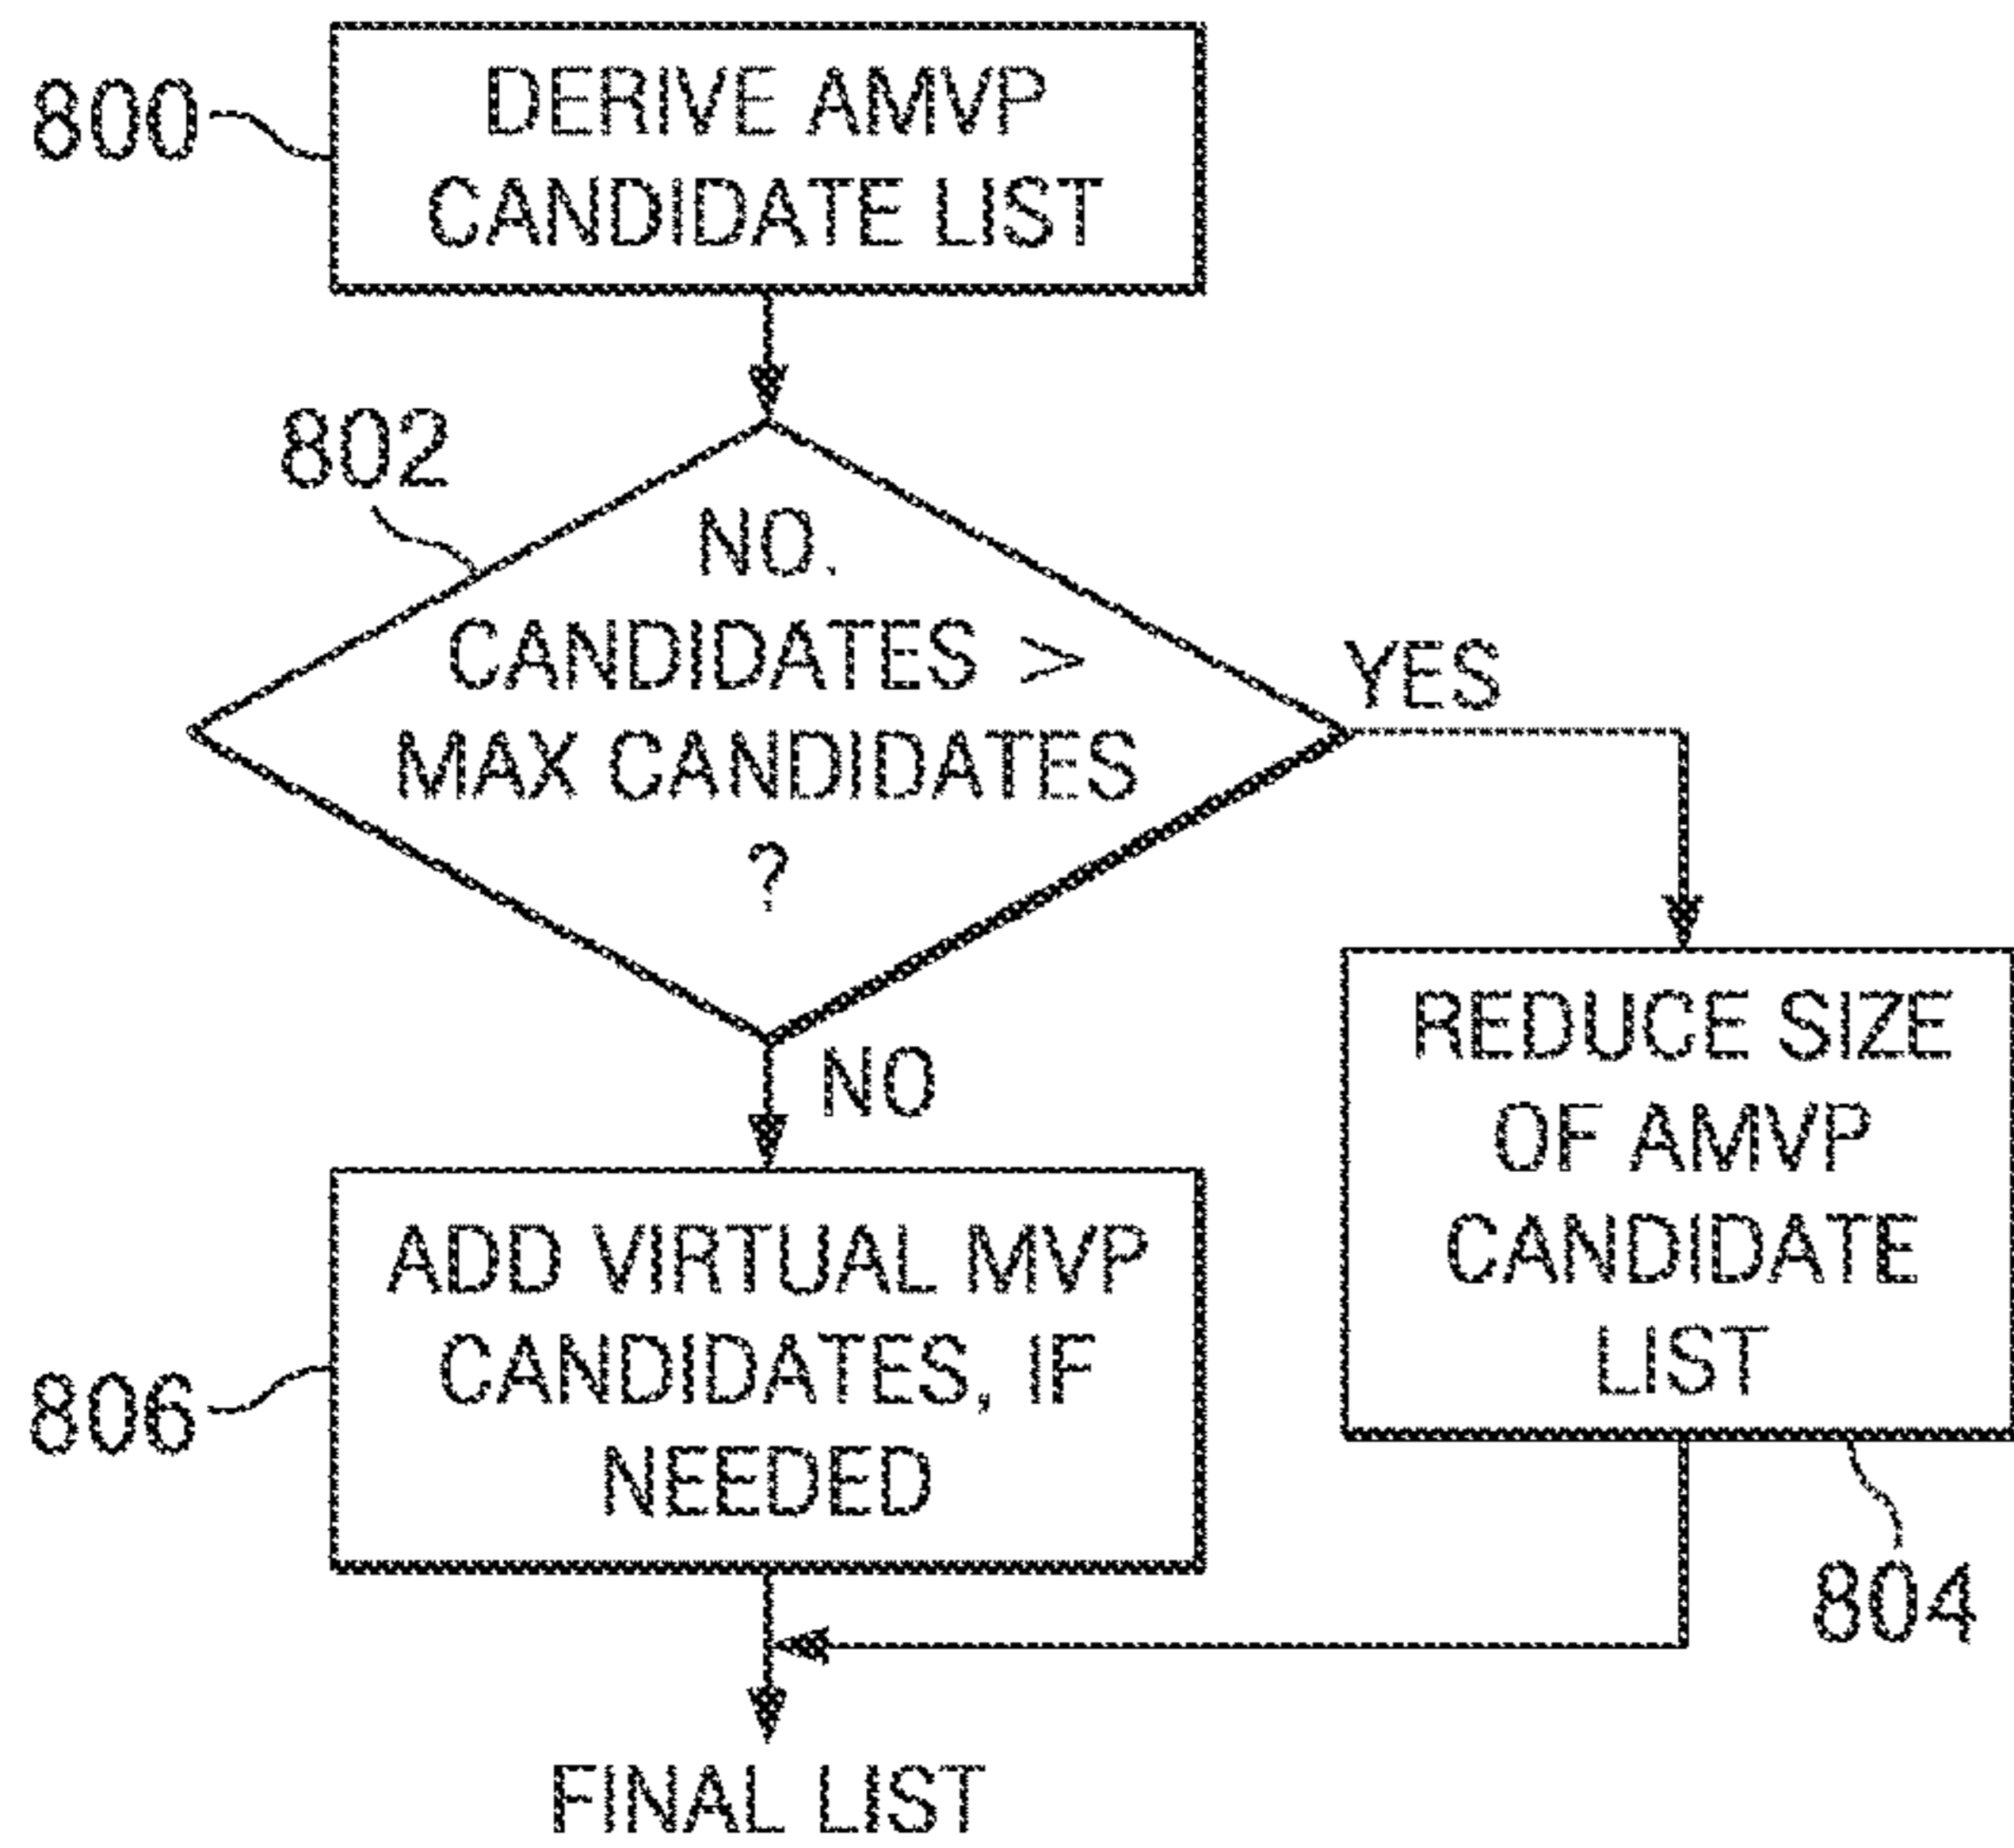 800
DERIVE AMVP
CANDIDATE LIST
802
NO.
CANDIDATES >
MAX CANDIDATES
?
YES
NO
REDUCE SIZE
OF AMVP
CANDIDATE
LIST
804
806
ADD VIRTUAL MVP
CANDIDATES, IF
NEEDED
FINAL LIST